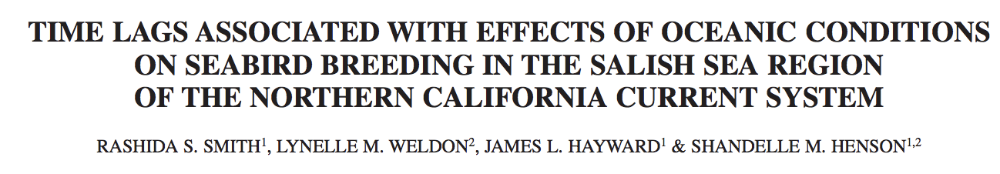 TIME LAGS ASSOCIATED WITH EFFECTS OF OCEANIC CONDITIONS
ON SEABIRD BREEDING IN THE SALISH SEA REGION
OF THE NORTHERN CALIFORNIA CURRENT SYSTEM
RASHIDA S. SMITH¹, LYNELLE M. WELDON², JAMES L. HAYWARD¹ & SHANDELLE M. HENSON¹,²